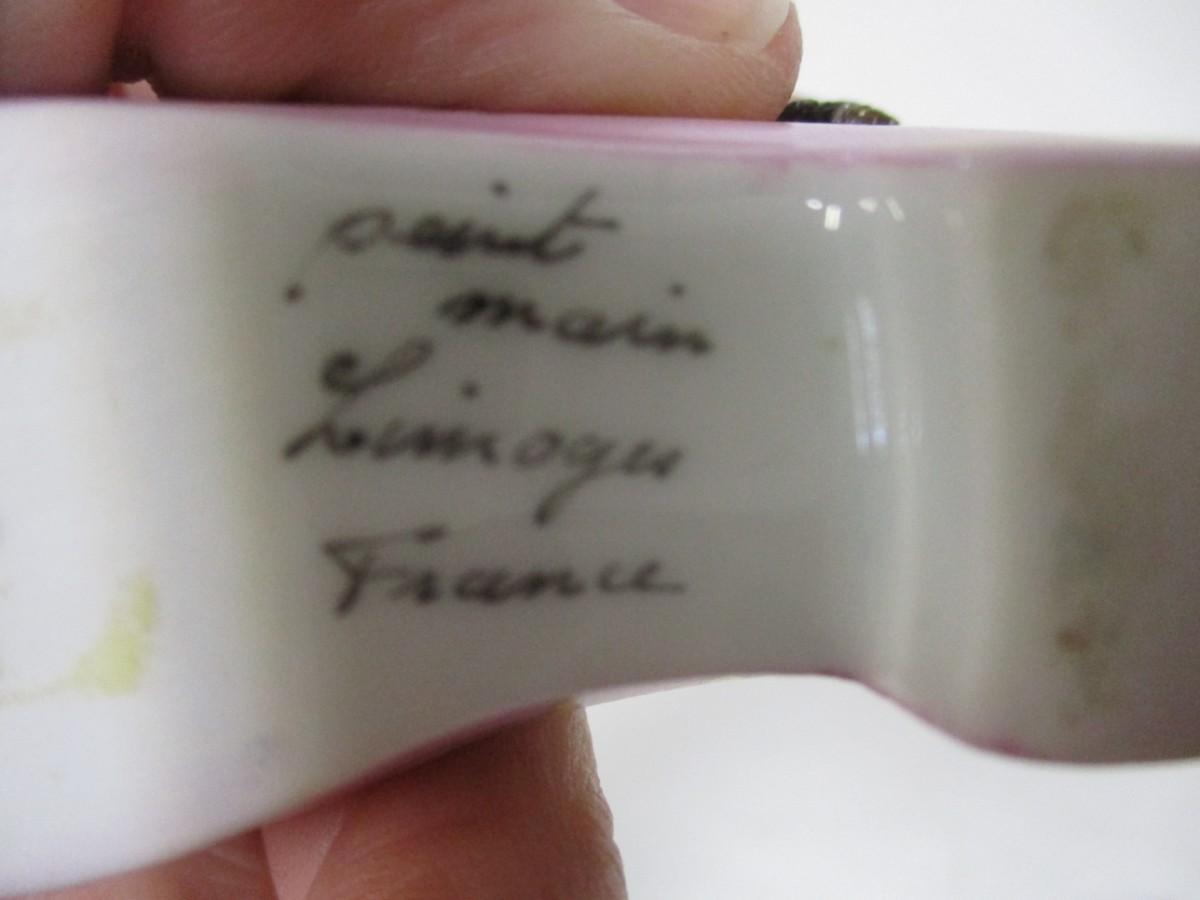 peint
main
Limoges
France